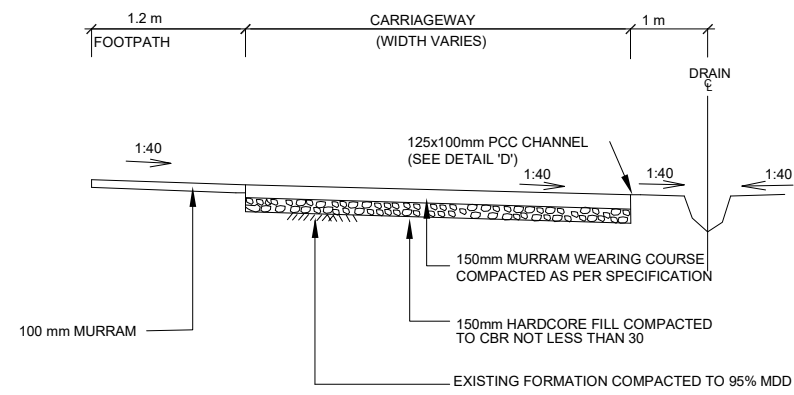 1.2 m
CARRIAGEWAY
1 m
FOOTPATH
(WIDTH VARIES)
DRAIN
℄
1:40
125x100mm PCC CHANNEL
(SEE DETAIL 'D')
1:40
1:40
1:40
150mm MURRAM WEARING COURSE
COMPACTED AS PER SPECIFICATION
100 mm MURRAM
150mm HARDCORE FILL COMPACTED
TO CBR NOT LESS THAN 30
EXISTING FORMATION COMPACTED TO 95% MDD